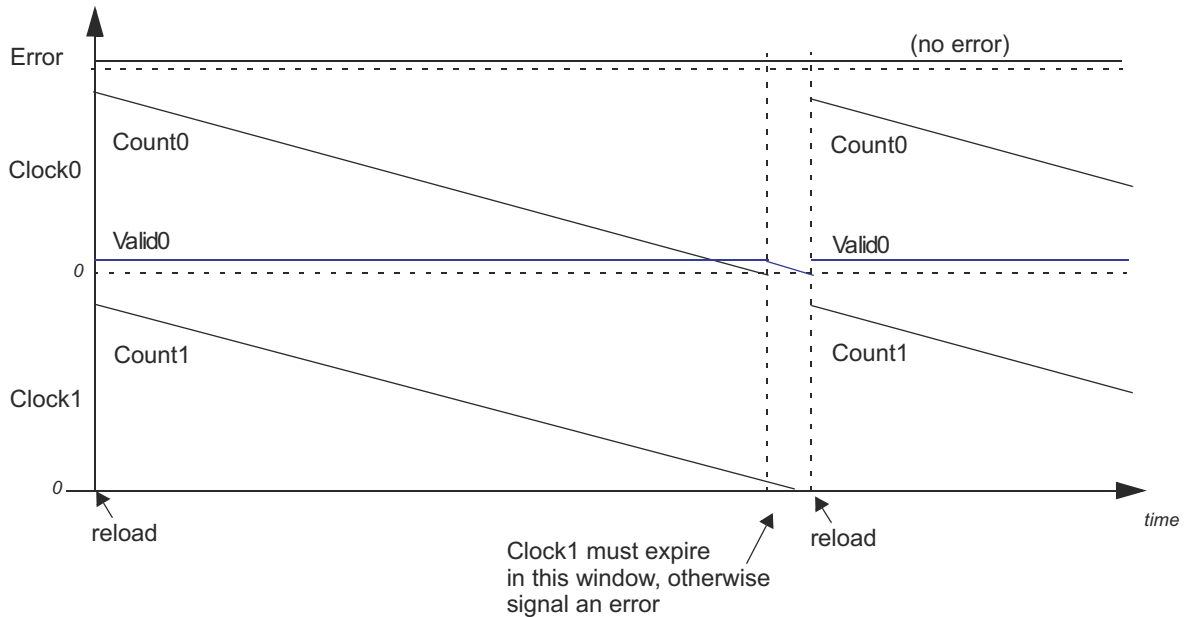 (no error)
Error
Count0
Count0
Clock0
Valid0
Valid0
0
Count1
Count1
Clock1
0
time
reload
reload
Clock1 must expire
in this window, otherwise
signal an error